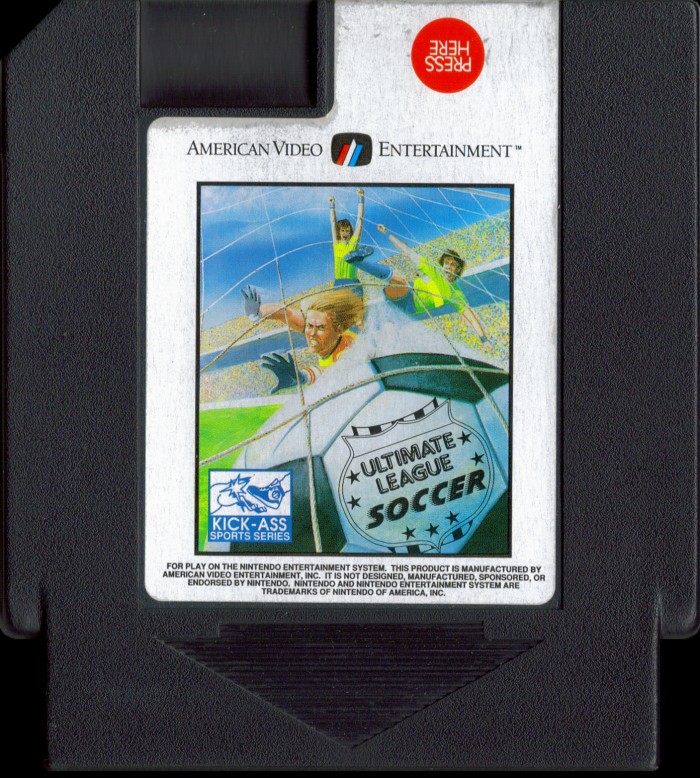 PRESS
HERE
AMERICAN VIDEO ENTERTAINMENT™
ULTIMATE
LEAGUE
SOCCER
KICK-ASS
SPORTS SERIES
FOR PLAY ON THE NINTENDO ENTERTAINMENT SYSTEM. THIS PRODUCT IS MANUFACTURED BY
AMERICAN VIDEO ENTERTAINMENT, INC. IT IS NOT DESIGNED, MANUFACTURED, SPONSORED, OR
ENDORSED BY NINTENDO. NINTENDO AND NINTENDO ENTERTAINMENT SYSTEM ARE
TRADEMARKS OF NINTENDO OF AMERICA, INC.